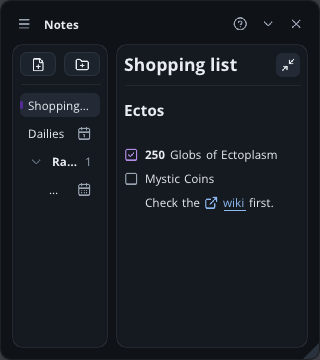 Notes
Shopping...
Dailies
Ra... 1
...
Shopping list
Ectos
250 Globs of Ectoplasm
Mystic Coins
Check the wiki first.